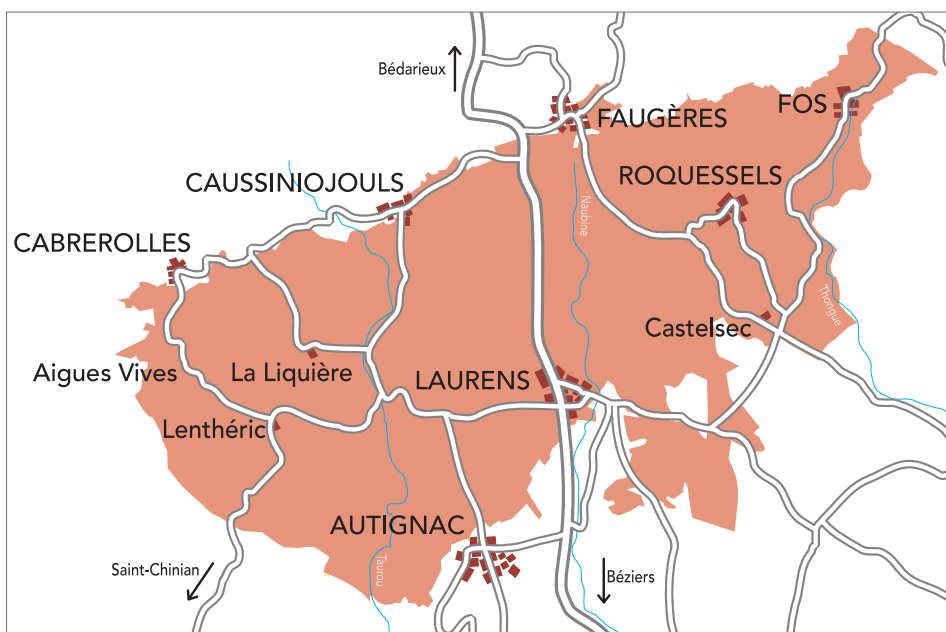 Bédarieux
FAUGÈRES
FOS
CAUSSINIOJOULS
ROQUESSELS
Naubine
CABREROLLES
Thongue
Castelsec
Aigues Vives
La Liquière
LAURENS
Lenthéric
AUTIGNAC
Saint-Chinian
Taurou
Béziers